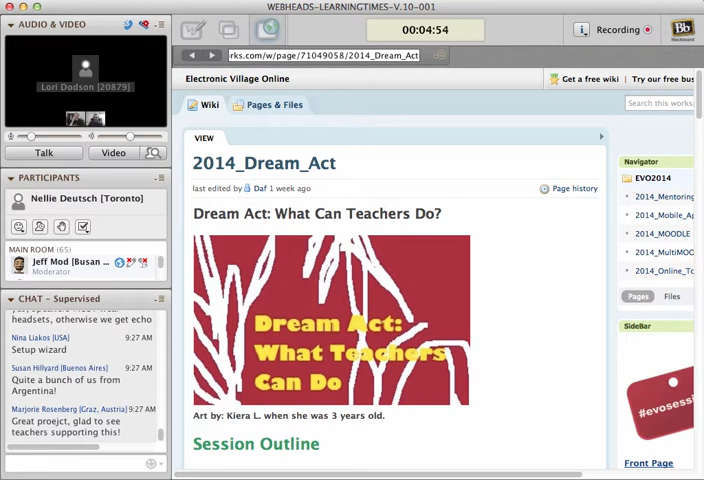 WEBHEADS-LEARNINGTIMES-V.10-001
AUDIO & VIDEO
Lori Dodson [20879]
Talk
Video
PARTICIPANTS
Nellie Deutsch [Toronto]
MAIN ROOM (65)
Jeff Mod [Busan ...
Moderator
CHAT - Supervised
headsets, otherwise we get echo
Nina Liakos [USA] 9:27 AM
Setup wizard
Susan Hillyard [Buenos Aires] 9:27 AM
Quite a bunch of us from
Argentina!
Marjorie Rosenberg [Graz, Austria] 9:27 AM
Great proejct, glad to see
teachers supporting this!
00:04:54
i
Recording
Bb
Blackboard
rks.com/w/page/71049058/2014_Dream_Act
Electronic Village Online
Get a free wiki | Try our free bus
Wiki
Pages & Files
Search this works
VIEW
2014_Dream_Act
last edited by Daf 1 week ago
Page history
Dream Act: What Can Teachers Do?
Dream Act:
What Teachers
Can Do
Art by: Kiera L. when she was 3 years old.
Session Outline
Navigator
EVO2014
2014_Mentoring
2014_Mobile_Ap
2014_MOODLE
2014_MultiMOO
2014_Online_To
Pages
Files
SideBar
#evosessi
Front Page